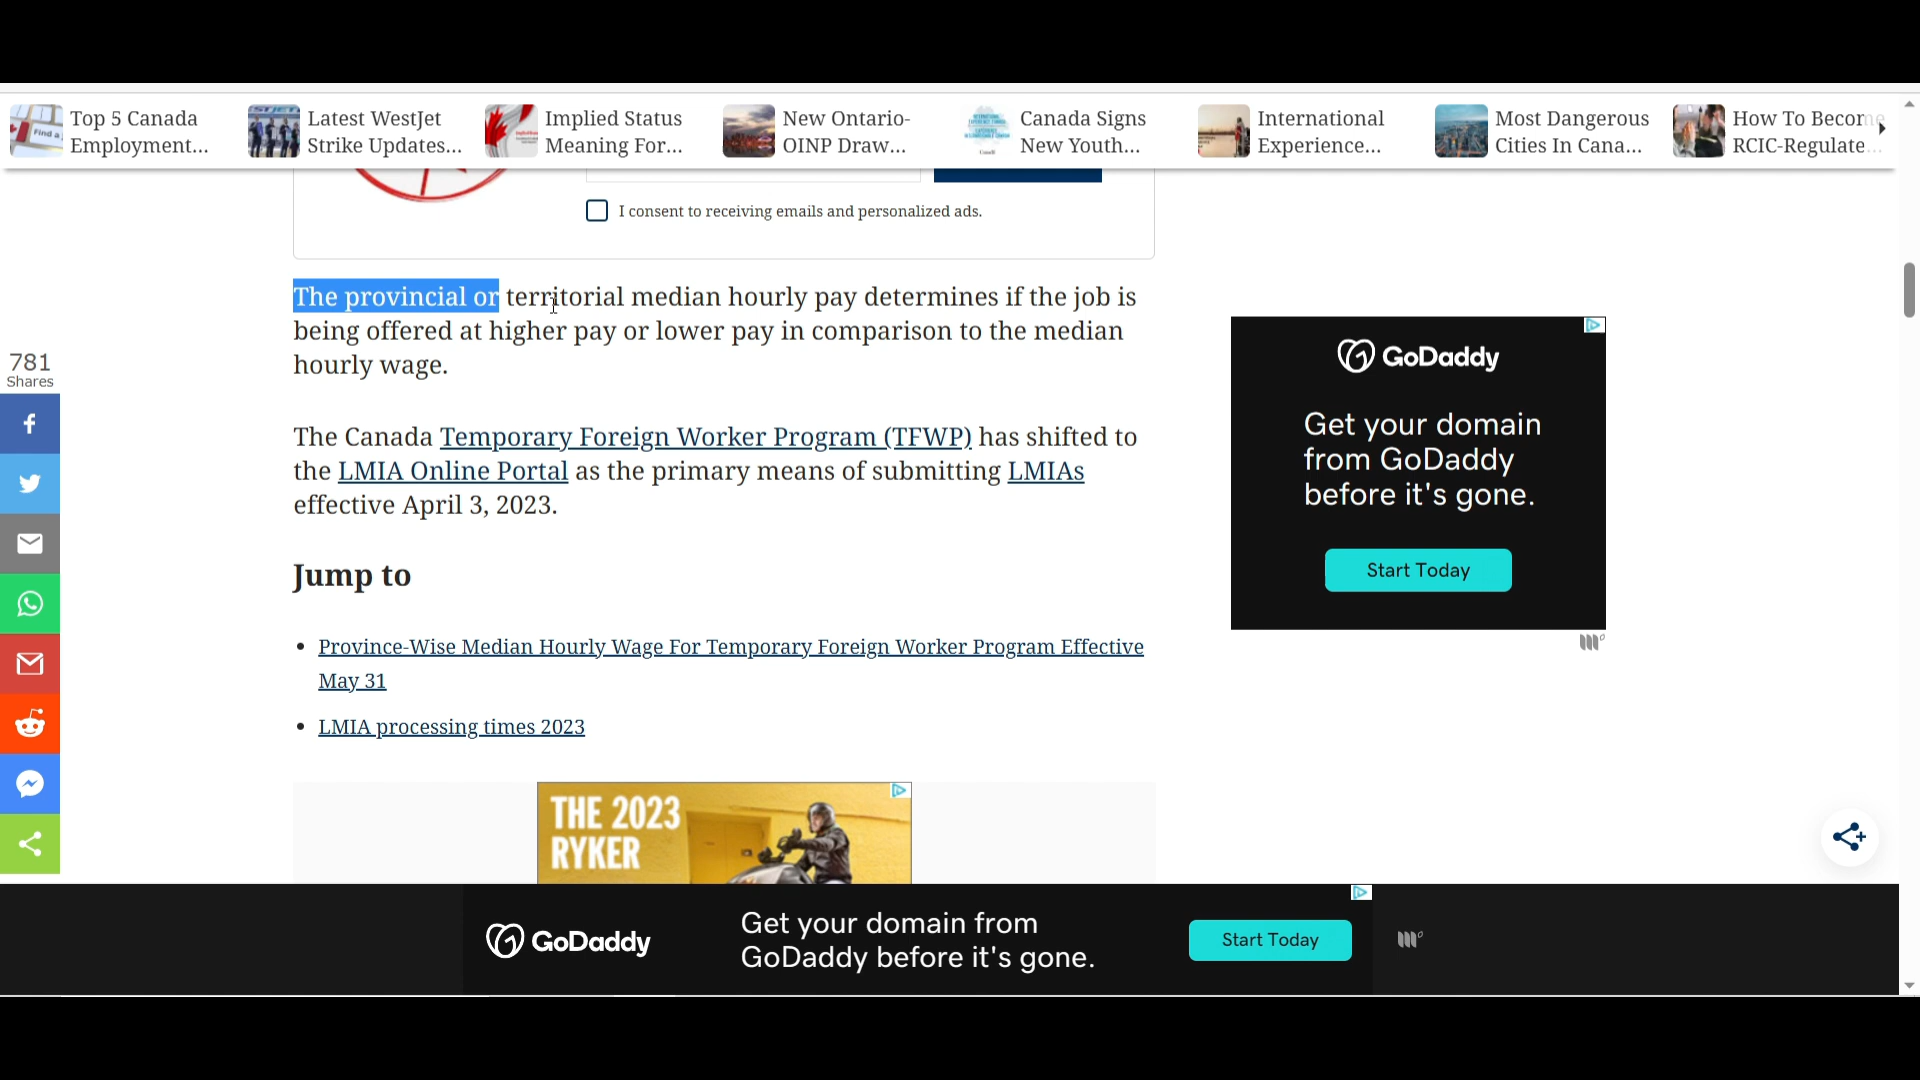 Top 5 Canada
Employment...
Latest WestJet
Strike Updates...
Implied Status
Meaning For...
New Ontario-
OINP Draw...
Canada Signs
New Youth...
International
Experience...
Most Dangerous
Cities In Cana...
How To Become
RCIC-Regulate...
Find a
I consent to receiving emails and personalized ads.
The provincial or territorial median hourly pay determines if the job is
being offered at higher pay or lower pay in comparison to the median
hourly wage.
The Canada Temporary Foreign Worker Program (TFWP) has shifted to
the LMIA Online Portal as the primary means of submitting LMIAs
effective April 3, 2023.
Jump to
• Province-Wise Median Hourly Wage For Temporary Foreign Worker Program Effective
May 31
• LMIA processing times 2023
781
Shares
GoDaddy
Get your domain
from GoDaddy
before it's gone.
Start Today
THE 2023
RYKER
GoDaddy
Get your domain from
GoDaddy before it's gone.
Start Today